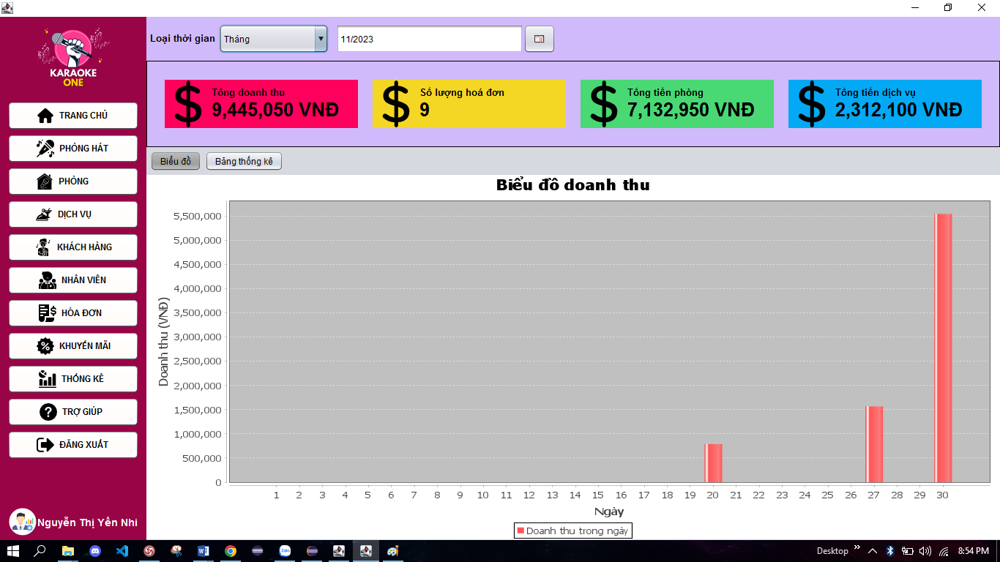 KARAOKE
ONE
TRANG CHỦ
PHÒNG HÁT
PHÒNG
DỊCH VỤ
KHÁCH HÀNG
NHÂN VIÊN
HÓA ĐƠN
KHUYẾN MÃI
THỐNG KÊ
TRỢ GIÚP
ĐĂNG XUẤT
Nguyễn Thị Yến Nhi
Loại thời gian Tháng 11/2023
Tổng doanh thu
9,445,050 VNĐ
Số lượng hoá đơn
9
Tổng tiền phòng
7,132,950 VNĐ
Tổng tiền dịch vụ
2,312,100 VNĐ
Biểu đồ Bảng thống kê
Biểu đồ doanh thu
Doanh thu (VNĐ)
5,500,000
5,000,000
4,500,000
4,000,000
3,500,000
3,000,000
2,500,000
2,000,000
1,500,000
1,000,000
500,000
0
1 2 3 4 5 6 7 8 9 10 11 12 13 14 15 16 17 18 19 20 21 22 23 24 25 26 27 28 29 30
Ngày
Doanh thu trong ngày
Desktop 8:54 PM